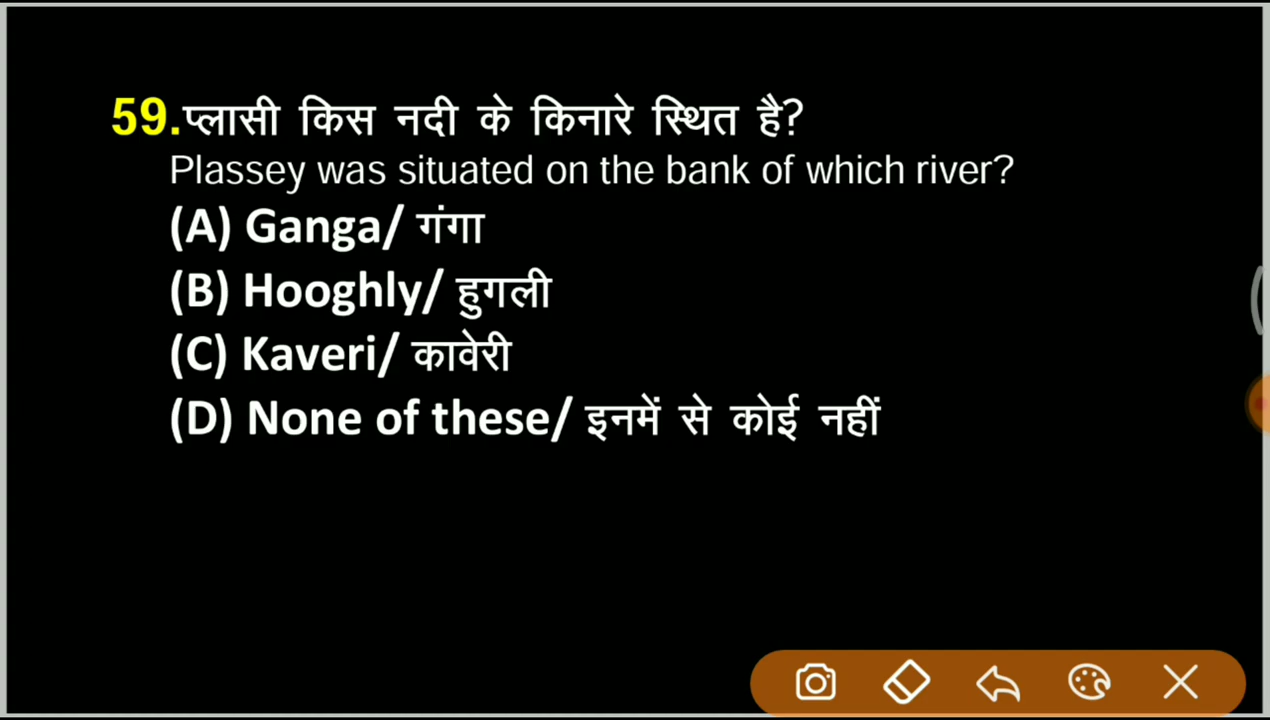 59.प्लासी किस नदी के किनारे स्थित है?
Plassey was situated on the bank of which river?
(A) Ganga/ गंगा
(B) Hooghly/ हुगली
(C) Kaveri/ कावेरी
(D) None of these/ इनमें से कोई नहीं